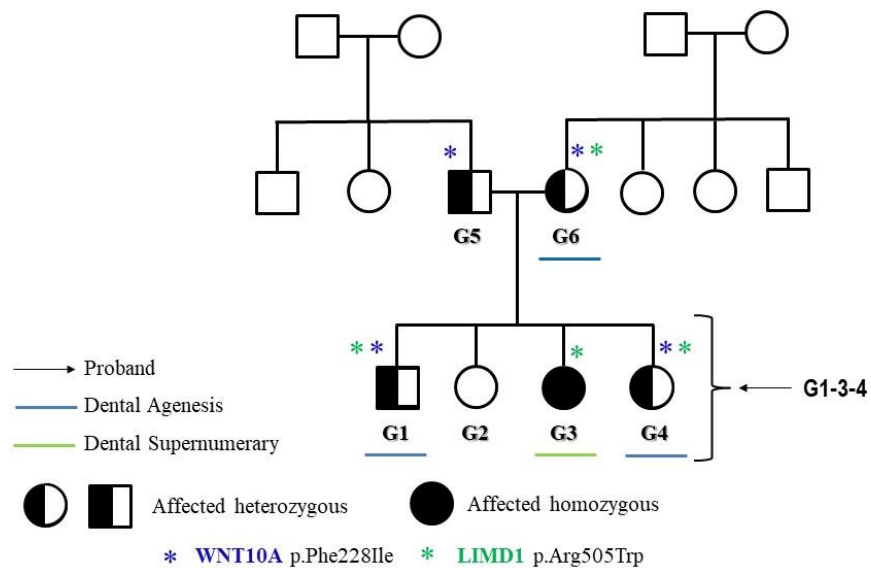 * * *
G5 G6
* * * * *
G1 G2 G3 G4
G1-3-4
Proband
Dental Agenesis
Dental Supernumerary
Affected heterozygous Affected homozygous
* WNT10A p.Phe228Ile * LIMD1 p.Arg505Trp